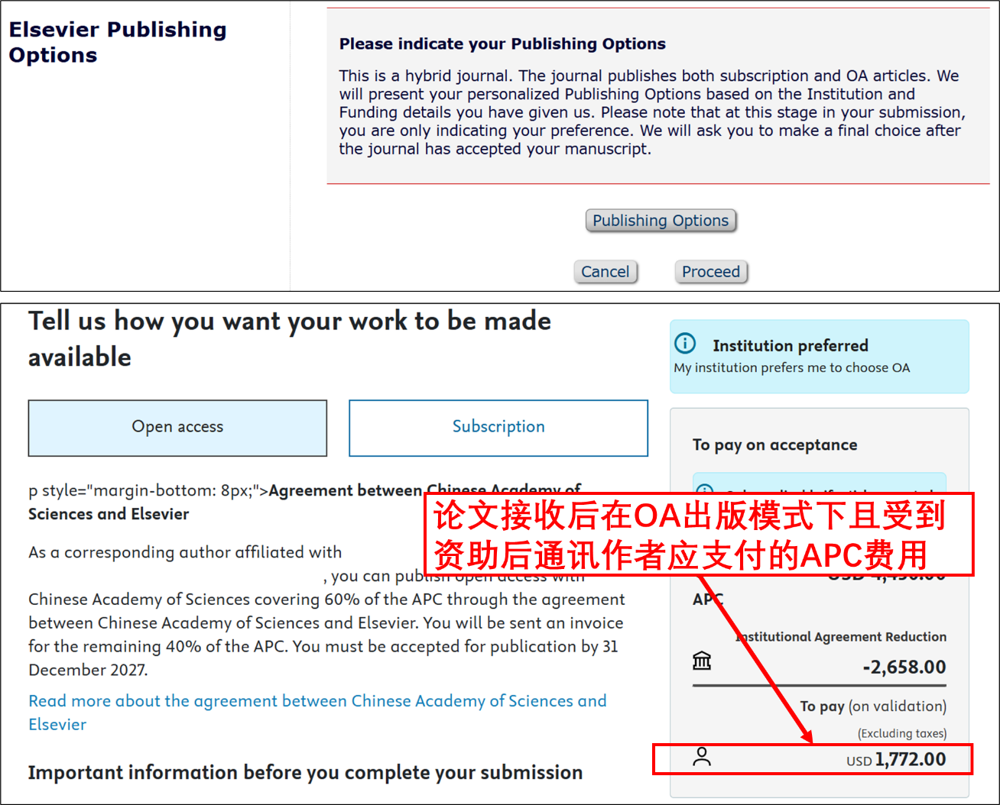 Elsevier Publishing
Options
Please indicate your Publishing Options
This is a hybrid journal. The journal publishes both subscription and OA articles. We
will present your personalized Publishing Options based on the Institution and
Funding details you have given us. Please note that at this stage in your submission,
you are only indicating your preference. We will ask you to make a final choice after
the journal has accepted your manuscript.
Publishing Options
Cancel
Proceed
Tell us how you want your work to be made
available
Open access
Subscription
p style="margin-bottom: 8px;">Agreement between Chinese Academy of
Sciences and Elsevier
As a corresponding author affiliated with
, you can publish open access with
Chinese Academy of Sciences covering 60% of the APC through the agreement
between Chinese Academy of Sciences and Elsevier. You will be sent an invoice
for the remaining 40% of the APC. You must be accepted for publication by 31
December 2027.
Read more about the agreement between Chinese Academy of Sciences and
Elsevier
Important information before you complete your submission
Institution preferred
My institution prefers me to choose OA
To pay on acceptance
论文接收后在OA出版模式下且受到
资助后通讯作者应支付的APC费用
APC
Institutional Agreement Reduction
-2,658.00
To pay (on validation)
(Excluding taxes)
USD 1,772.00